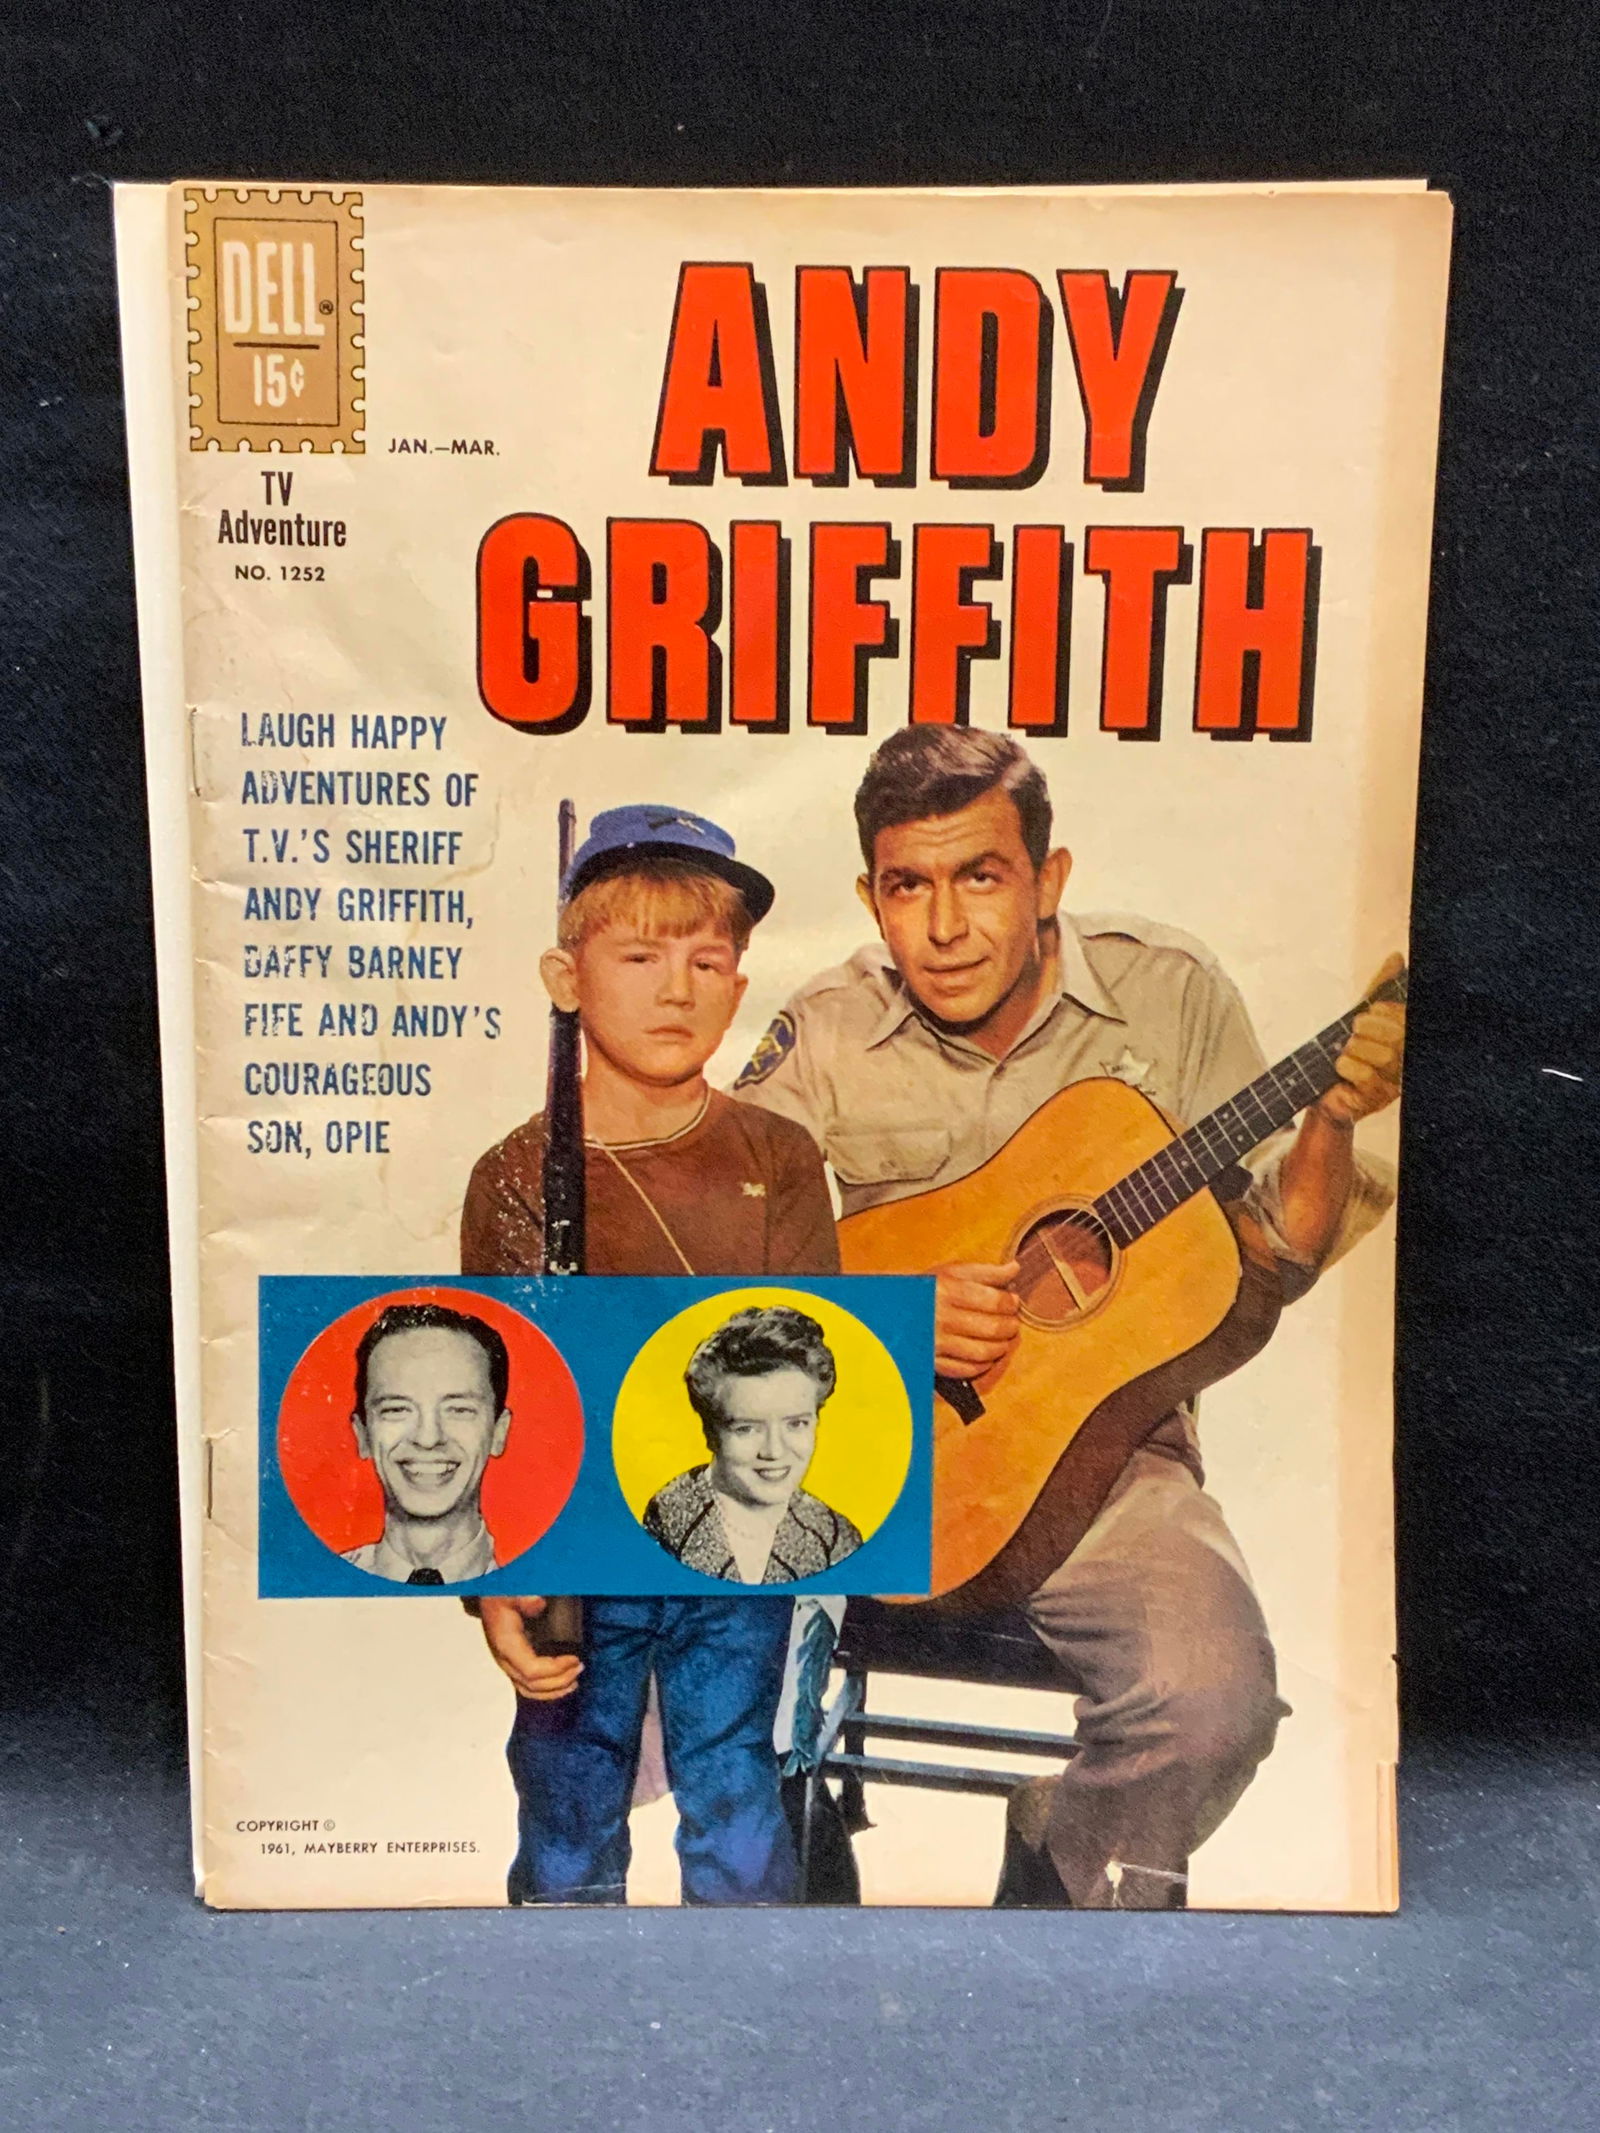 DELL®
15¢
JAN.—MAR.
TV
Adventure
NO. 1252
ANDY
GRIFFITH
LAUGH HAPPY
ADVENTURES OF
T.V.'S SHERIFF
ANDY GRIFFITH,
DAFFY BARNEY
FIFE AND ANDY'S
COURAGEOUS
SON, OPIE
COPYRIGHT ©
1961, MAYBERRY ENTERPRISES.